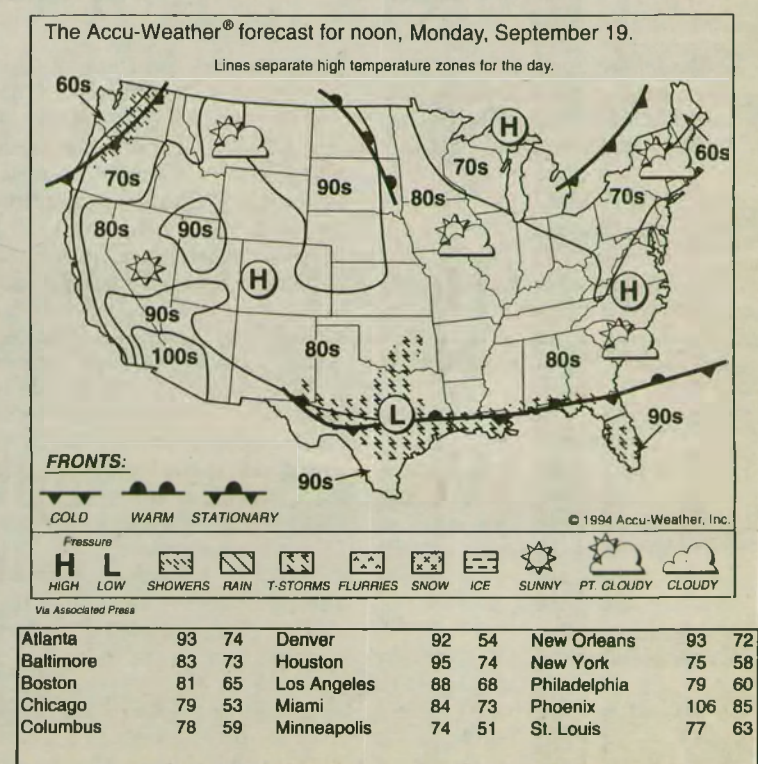 The Accu-Weather® forecast for noon, Monday, September 19.
Lines separate high temperature zones for the day.
60s
H
60s
70s
90s
80s
70s
70s
80s
90s
H
H
90s
100s
80s
80s
L
90s
90s
FRONTS:
COLD WARM STATIONARY
© 1994 Accu-Weather, Inc.
Pressure
H L
HIGH LOW SHOWERS RAIN T-STORMS FLURRIES SNOW ICE SUNNY PT. CLOUDY CLOUDY
Via Associated Press
Atlanta 93 74 Denver 92 54 New Orleans 93 72
Baltimore 83 73 Houston 95 74 New York 75 58
Boston 81 65 Los Angeles 88 68 Philadelphia 79 60
Chicago 79 53 Miami 84 73 Phoenix 106 85
Columbus 78 59 Minneapolis 74 51 St. Louis 77 63